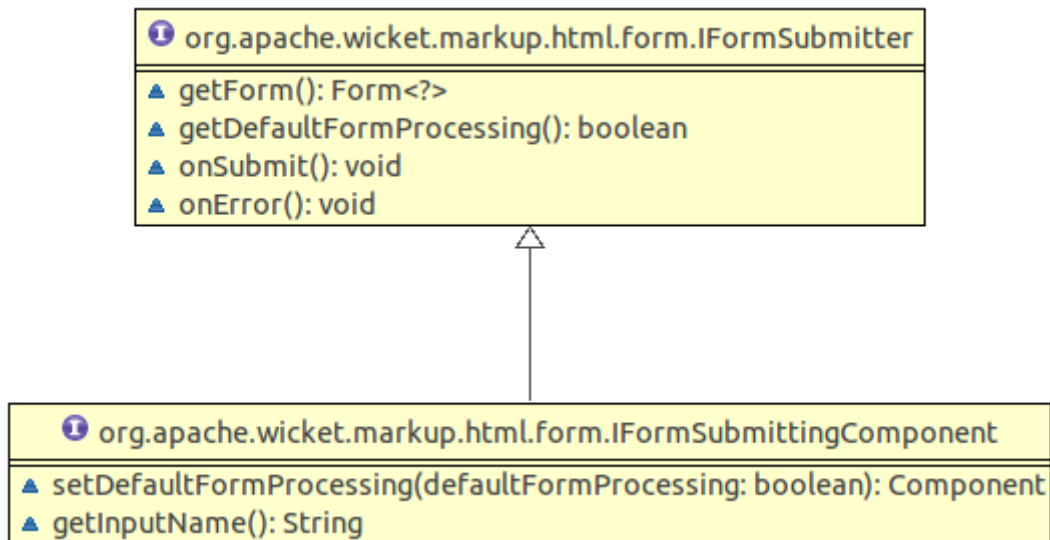 I org.apache.wicket.markup.html.form.IFormSubmitter
getForm(): Form<?>
getDefaultFormProcessing(): boolean
onSubmit(): void
onError(): void
I org.apache.wicket.markup.html.form.IFormSubmittingComponent
setDefaultFormProcessing(defaultFormProcessing: boolean): Component
getInputName(): String